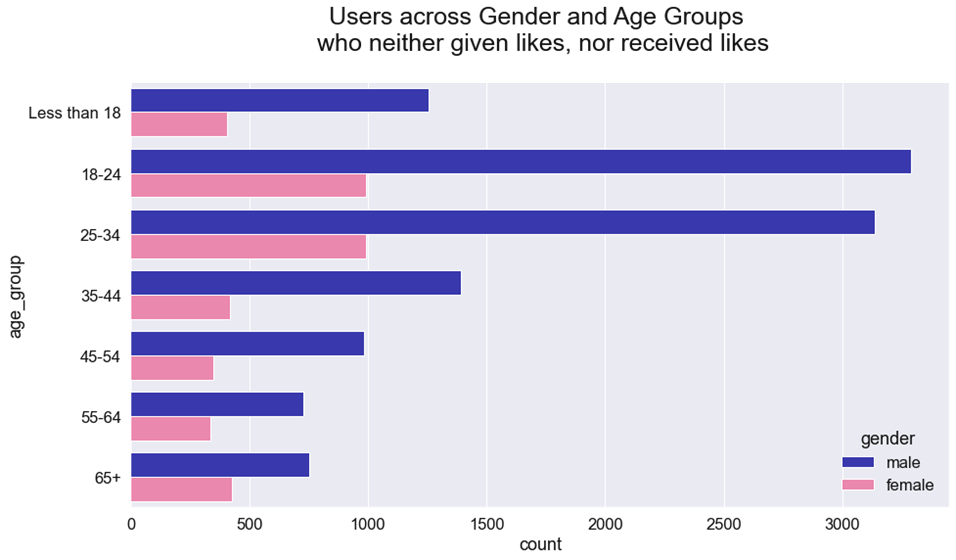 Users across Gender and Age Groups
who neither given likes, nor received likes
age_group
Less than 18
18-24
25-34
35-44
45-54
55-64
65+
0 500 1000 1500 2000 2500 3000
count
gender
male
female